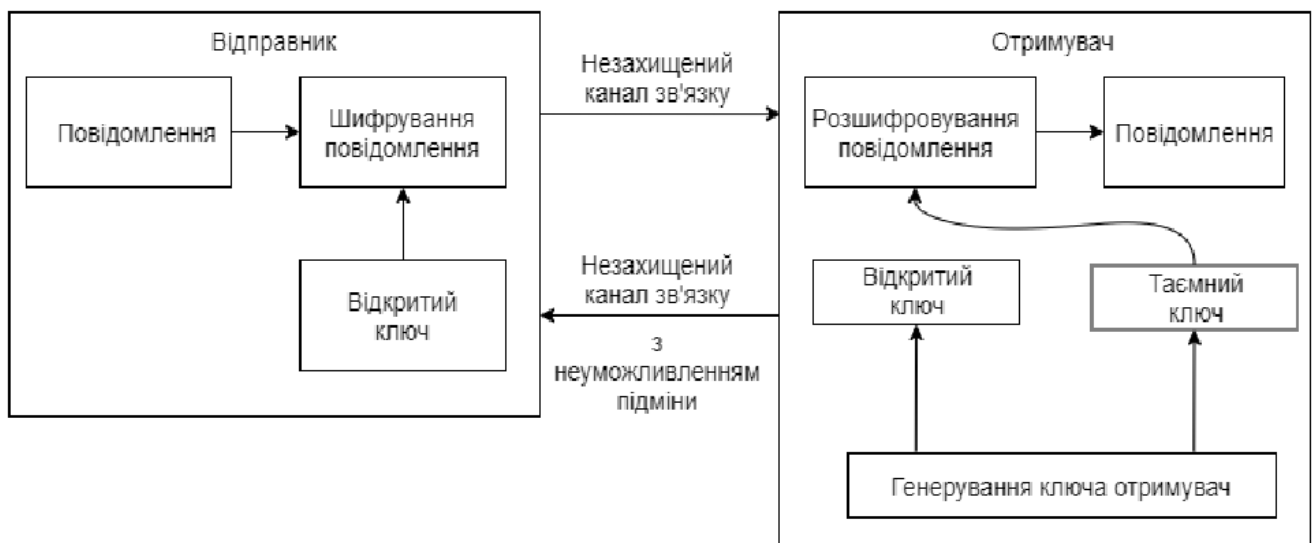 Відправник
Повідомлення
Шифрування
повідомлення
Відкритий
ключ
Незахищений
канал зв'язку
Незахищений
канал зв'язку
з
неуможливленням
підміни
Отримувач
Розшифровування
повідомлення
Повідомлення
Відкритий
ключ
Таємний
ключ
Генерування ключа отримувач